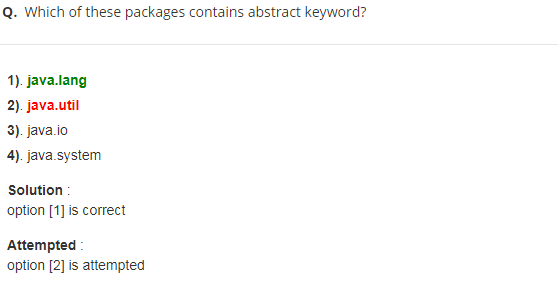 Q. Which of these packages contains abstract keyword?
1). java.lang
2). java.util
3). java.io
4). java.system
Solution :
option [1] is correct
Attempted :
option [2] is attempted